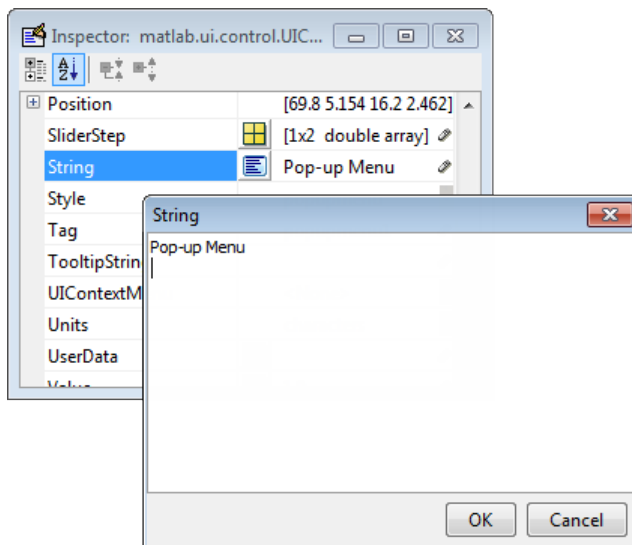 Inspector: matlab.ui.control.UIC...
Position [69.8 5.154 16.2 2.462]
SliderStep [1x2 double array]
String Pop-up Menu
Style
Tag
TooltipStrin
UIContextM
Units
UserData
Value
String
Pop-up Menu
OK Cancel